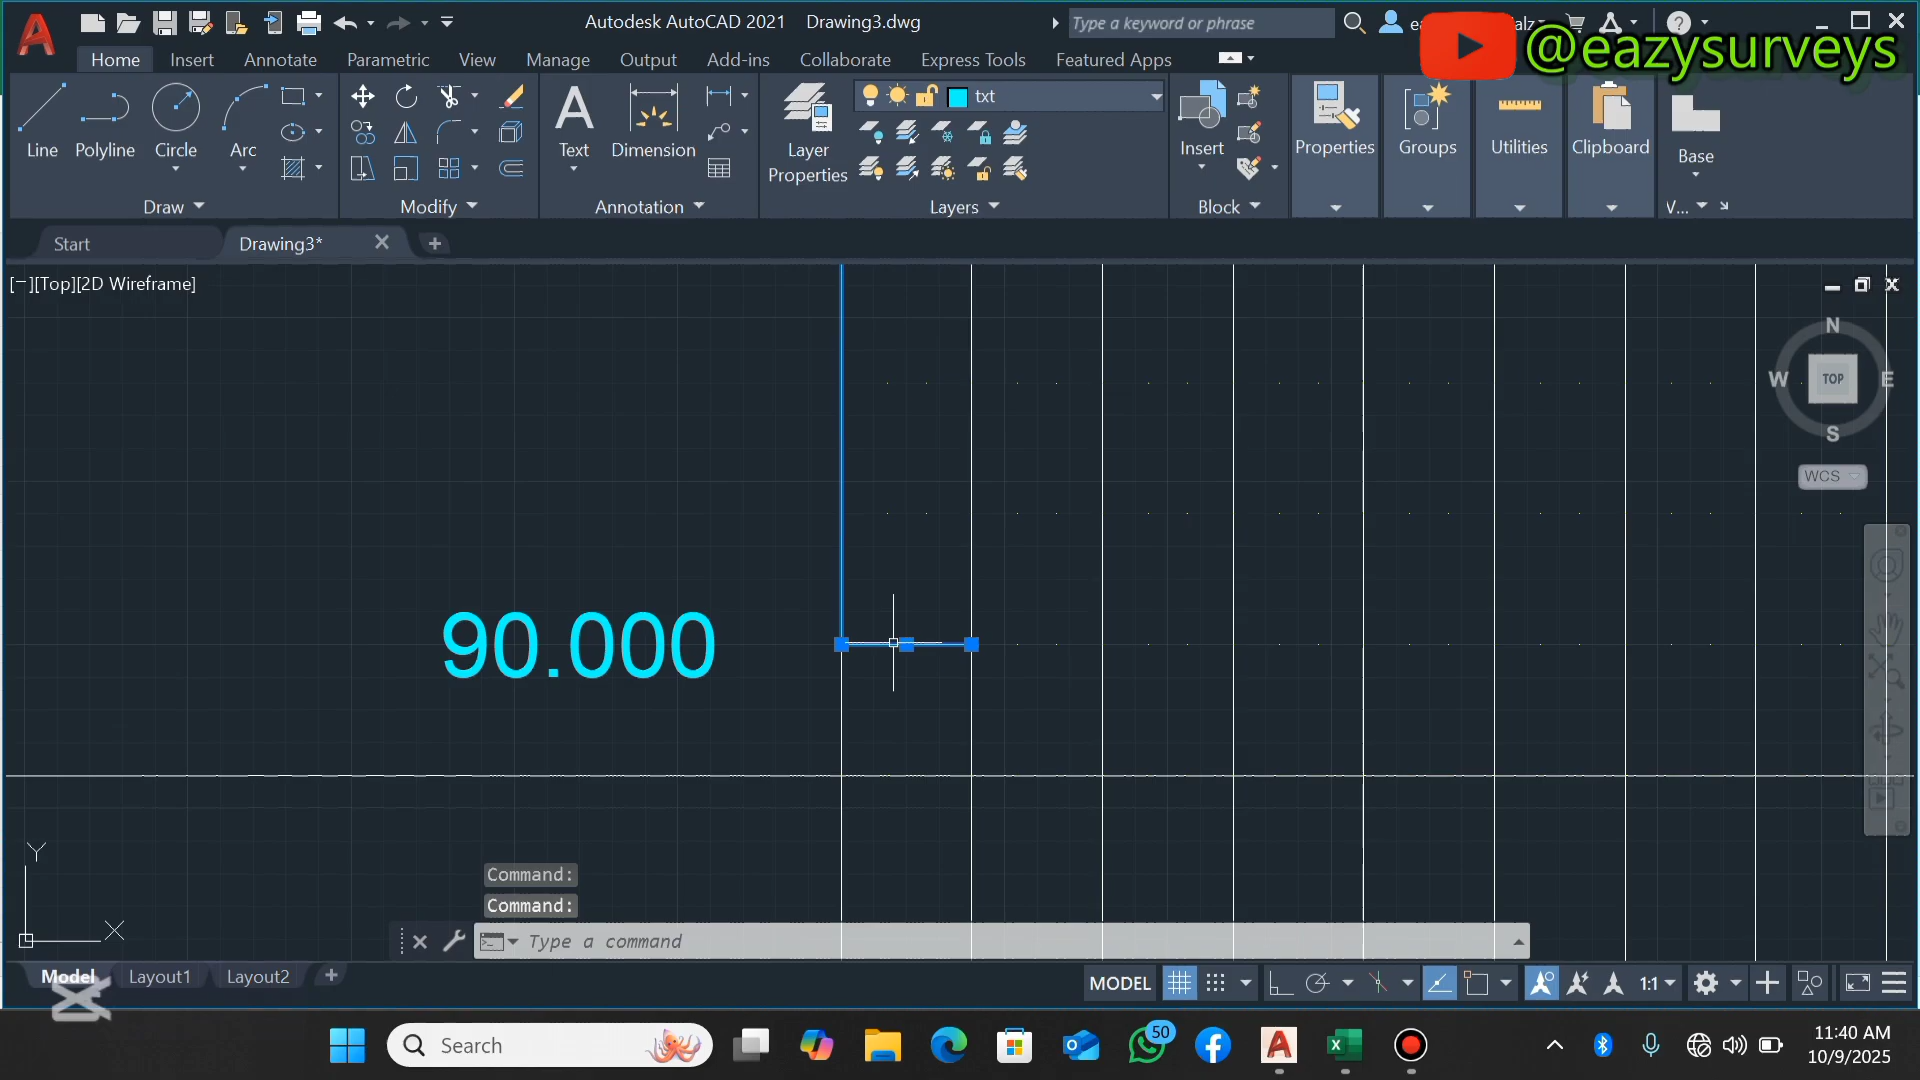 Autodesk AutoCAD 2021 Drawing3.dwg
Type a keyword or phrase
@eazysurveys
Home Insert Annotate Parametric View Manage Output Add-ins Collaborate Express Tools Featured Apps
txt
Line Polyline Circle Arc
Text Dimension
Layer
Properties
Insert
Properties
Groups
Utilities
Clipboard
Base
Draw Modify Annotation Layers Block V...
Start Drawing3*
[−][Top][2D Wireframe]
N
W TOP E
S
WCS
90.000
Y
X
Command:
Command:
Type a command
Model Layout1 Layout2
MODEL 1:1
Search
50
11:40 AM
10/9/2025